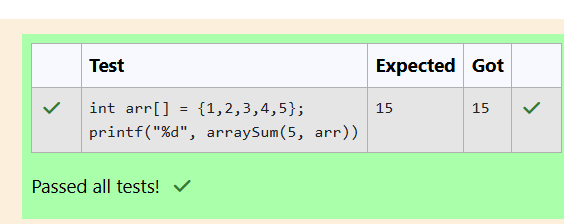 Test Expected Got
int arr[] = {1,2,3,4,5}; 15 15
printf("%d", arraySum(5, arr))
Passed all tests!